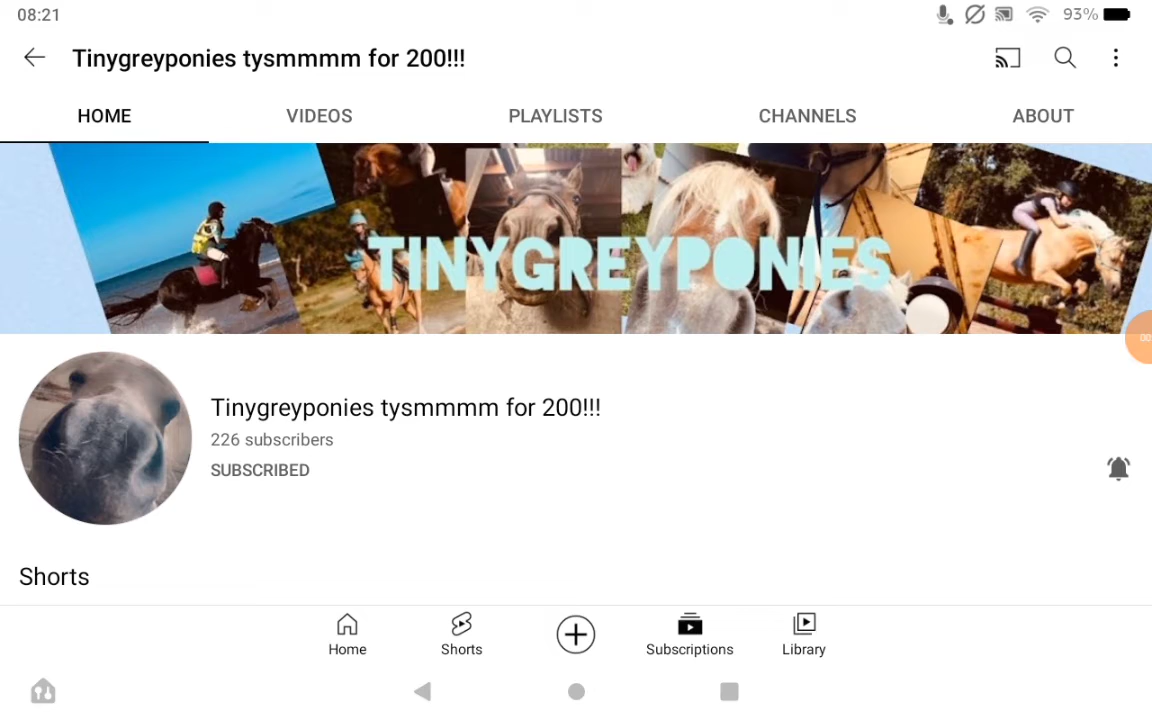 08:21
93%
Tinygreyponies tysmmmm for 200!!!
HOME VIDEOS PLAYLISTS CHANNELS ABOUT
TINYGREYPONIES
00
Tinygreyponies tysmmmm for 200!!!
226 subscribers
SUBSCRIBED
Shorts
Home Shorts Subscriptions Library